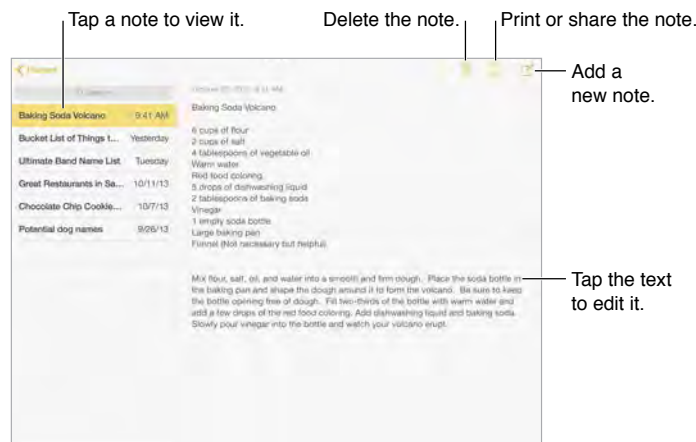 Tap a note to view it.
Delete the note.
Print or share the note.
Add a
new note.
Baking Soda Volcano 9:41 AM
Bucket List of Things t... Yesterday
Ultimate Band Name List Tuesday
Great Restaurants in Sa... 10/11/13
Chocolate Chip Cookie... 10/7/13
Potential dog names 9/26/13
Baking Soda Volcano
6 cups of flour
2 cups of salt
4 tablespoons of vegetable oil
Warm water
Red food coloring
5 drops of dishwashing liquid
2 tablespoons of baking soda
Vinegar
1 empty soda bottle
Large baking pan
Funnel (Not necessary but helpful)
Mix flour, salt, oil, and water into a smooth and firm dough. Place the soda bottle in
the baking pan and shape the dough around it to form the volcano. Be sure to keep
the bottle opening free of dough. Fill two-thirds of the bottle with warm water and
add a few drops of the red food coloring. Add dishwashing liquid and baking soda.
Slowly pour vinegar into the bottle and watch your volcano erupt.
Tap the text
to edit it.